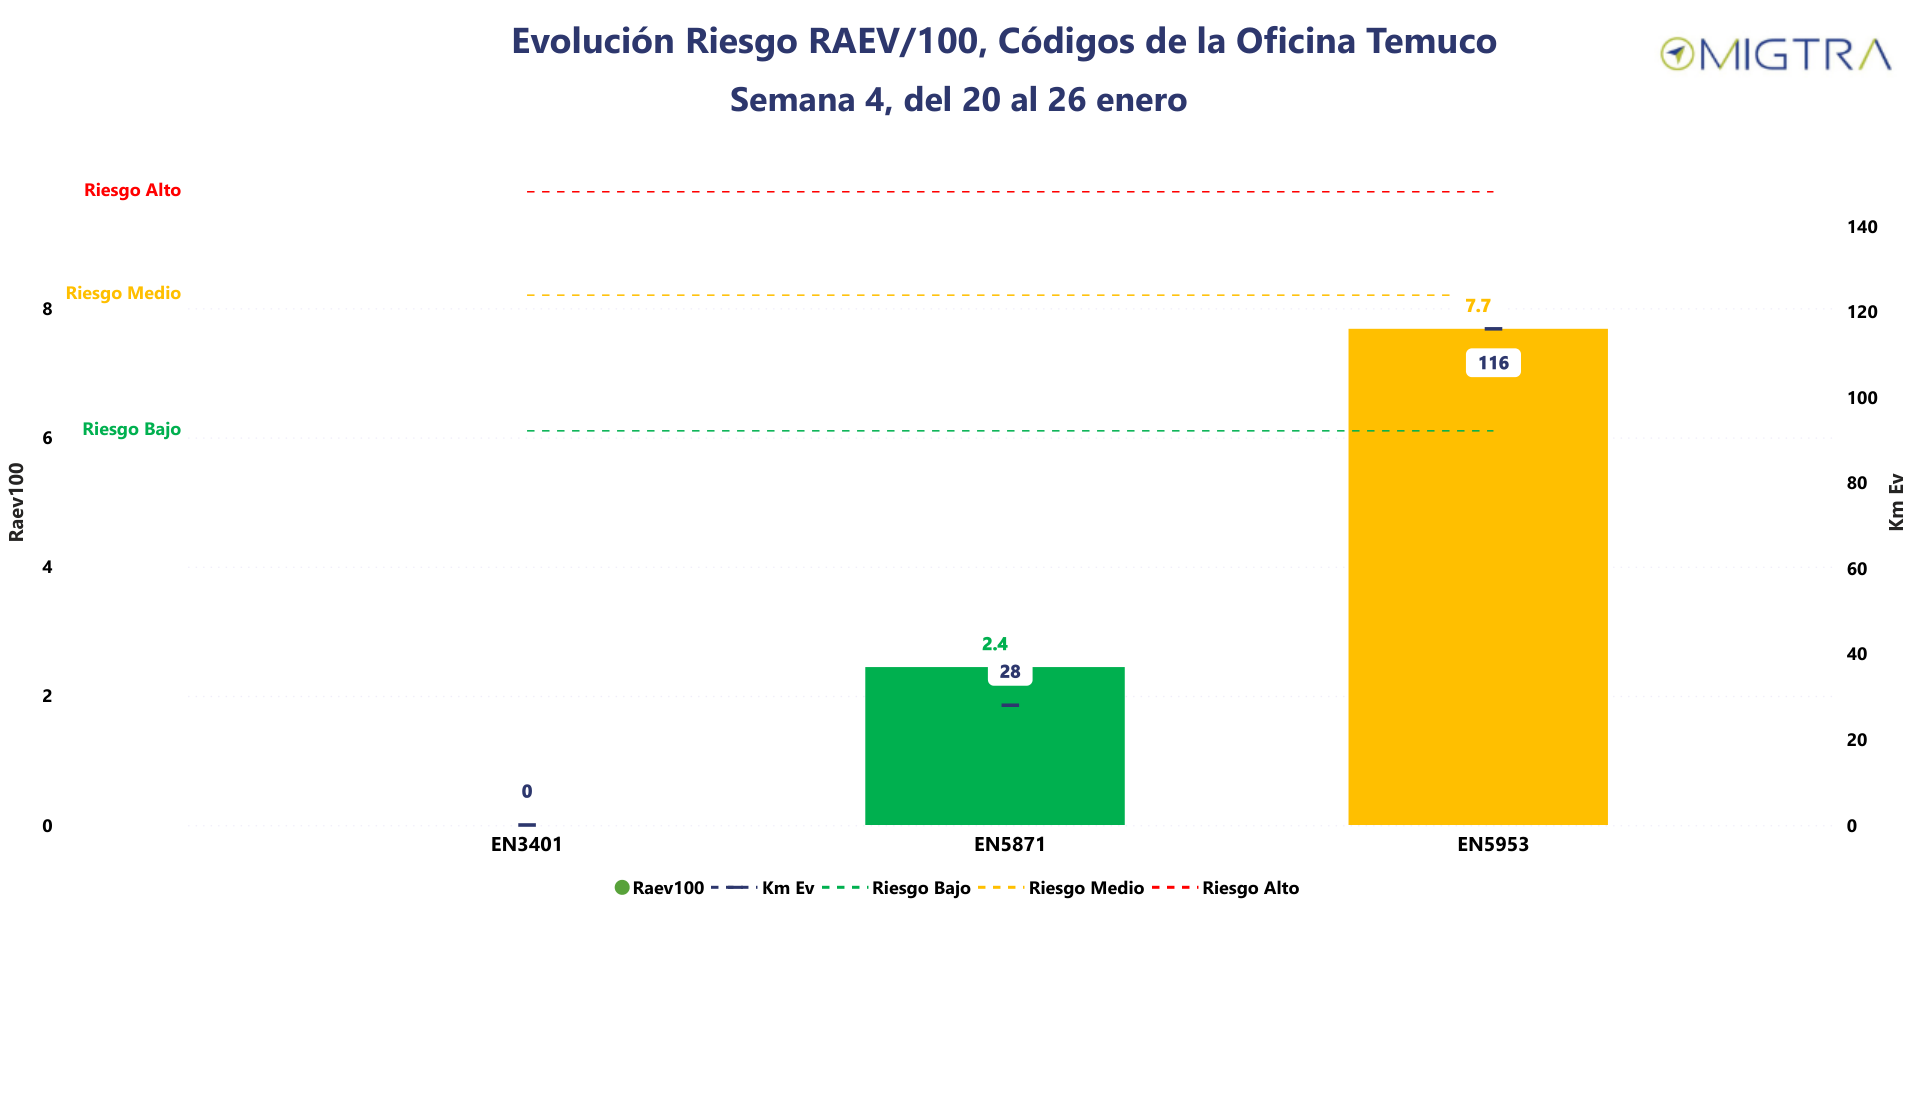 Evolución Riesgo RAEV/100, Códigos de la Oficina Temuco
MIGTRA
Semana 4, del 20 al 26 enero
Riesgo Alto
140
Riesgo Medio
7.7
8
120
116
100
Riesgo Bajo
6
80
Raev100
Km Ev
4
60
2.4
40
28
2
20
0
0
0
EN3401
EN5871
EN5953
Raev100
Km Ev
Riesgo Bajo
Riesgo Medio
Riesgo Alto